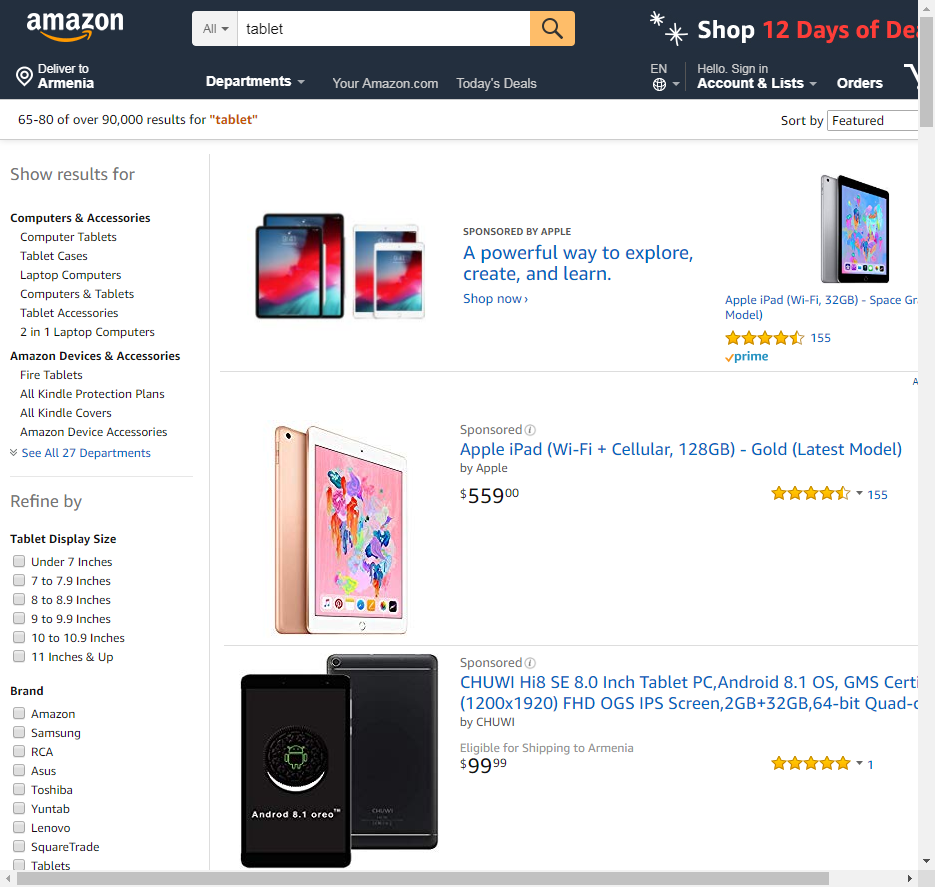 amazon
All
tablet
Shop 12 Days of Dea
Deliver to
Armenia
Departments
Your Amazon.com
Today's Deals
EN
Hello. Sign in
Account & Lists
Orders
65-80 of over 90,000 results for "tablet"
Sort by Featured
Show results for
Computers & Accessories
Computer Tablets
Tablet Cases
Laptop Computers
Computers & Tablets
Tablet Accessories
2 in 1 Laptop Computers
Amazon Devices & Accessories
Fire Tablets
All Kindle Protection Plans
All Kindle Covers
Amazon Device Accessories
See All 27 Departments
Refine by
Tablet Display Size
Under 7 Inches
7 to 7.9 Inches
8 to 8.9 Inches
9 to 9.9 Inches
10 to 10.9 Inches
11 Inches & Up
Brand
Amazon
Samsung
RCA
Asus
Toshiba
Yuntab
Lenovo
SquareTrade
Tablets
SPONSORED BY APPLE
A powerful way to explore,
create, and learn.
Shop now ›
Apple iPad (Wi-Fi, 32GB) - Space Gr
Model)
155
prime
A
Sponsored
Apple iPad (Wi-Fi + Cellular, 128GB) - Gold (Latest Model)
by Apple
$559 00
155
Sponsored
CHUWI Hi8 SE 8.0 Inch Tablet PC,Android 8.1 OS, GMS Certi
(1200x1920) FHD OGS IPS Screen,2GB+32GB,64-bit Quad-c
by CHUWI
Eligible for Shipping to Armenia
$99 99
1
Androd 8.1 oreo™
CHUWI